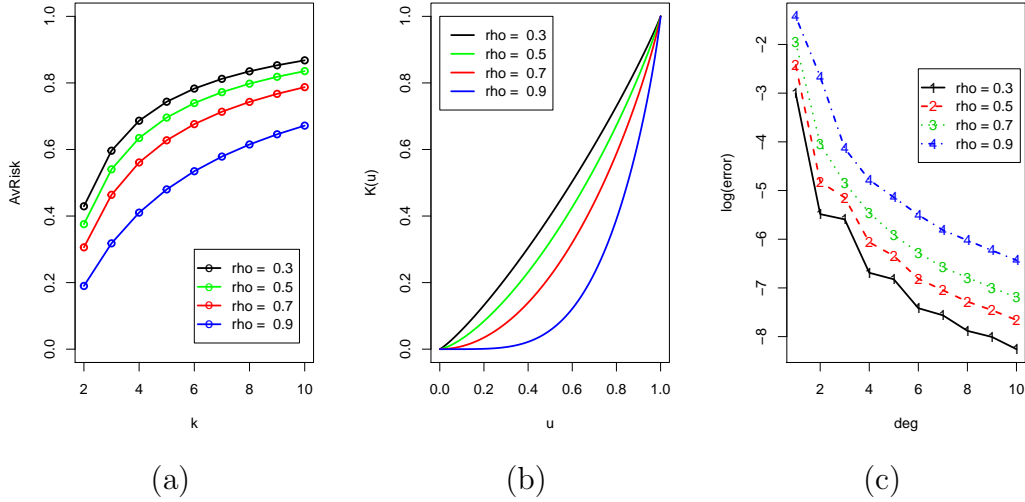 AvRisk
1.0
0.8
0.6
0.4
0.2
0.0
rho = 0.3
rho = 0.5
rho = 0.7
rho = 0.9
2 4 6 8 10
k
(a)
K(u)
1.0
0.8
0.6
0.4
0.2
0.0
rho = 0.3
rho = 0.5
rho = 0.7
rho = 0.9
0.0 0.2 0.4 0.6 0.8 1.0
u
(b)
log(error)
-2
-3
-4
-5
-6
-7
-8
1 rho = 0.3
2 rho = 0.5
3 rho = 0.7
4 rho = 0.9
2 4 6 8 10
deg
(c)